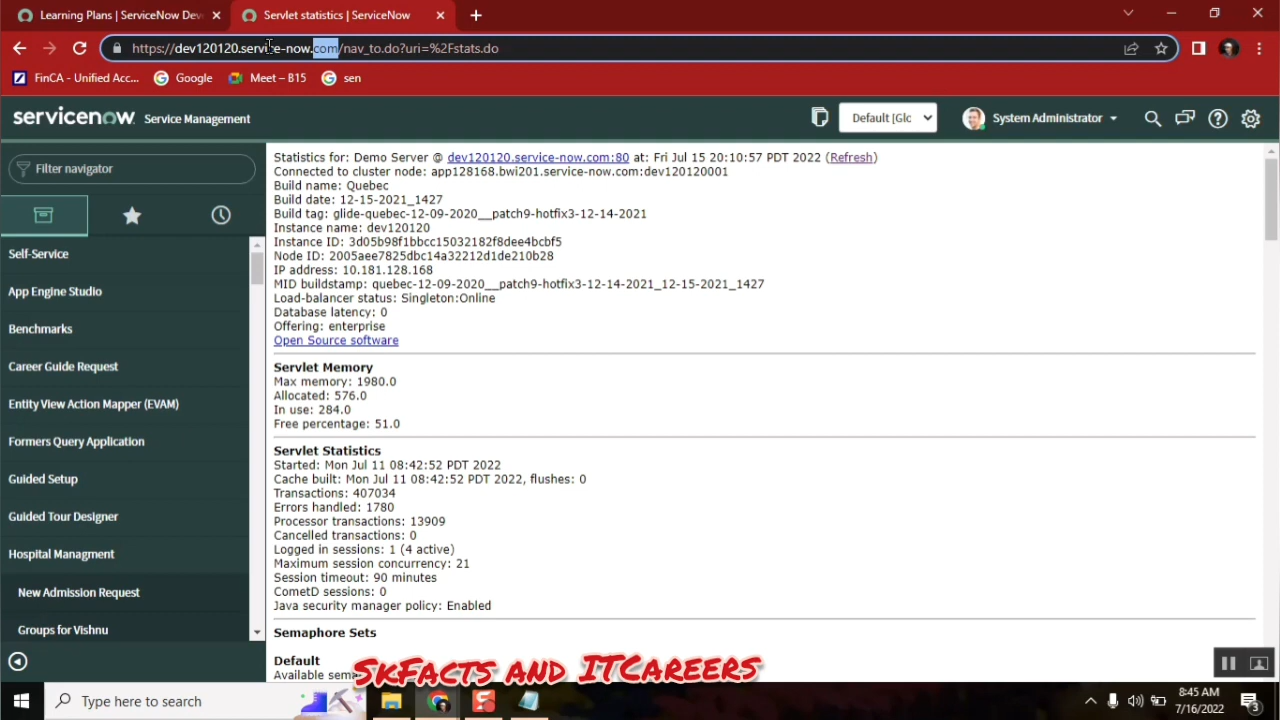 Learning Plans | ServiceNow Dev
Servlet statistics | ServiceNow
https://dev120120.service-now.com/nav_to.do?uri=%2Fstats.do
FinCA - Unified Acc...
Google
Meet – B15
sen
servicenow. Service Management
Default [Glc
System Administrator
Filter navigator
Self-Service
App Engine Studio
Benchmarks
Career Guide Request
Entity View Action Mapper (EVAM)
Formers Query Application
Guided Setup
Guided Tour Designer
Hospital Managment
New Admission Request
Groups for Vishnu
Statistics for: Demo Server @ dev120120.service-now.com:80 at: Fri Jul 15 20:10:57 PDT 2022 (Refresh)
Connected to cluster node: app128168.bwi201.service-now.com:dev120120001
Build name: Quebec
Build date: 12-15-2021_1427
Build tag: glide-quebec-12-09-2020__patch9-hotfix3-12-14-2021
Instance name: dev120120
Instance ID: 3d05b98f1bbcc15032182f8dee4bcbf5
Node ID: 2005aee7825dbc14a32212d1de210b28
IP address: 10.181.128.168
MID buildstamp: quebec-12-09-2020__patch9-hotfix3-12-14-2021_12-15-2021_1427
Load-balancer status: Singleton:Online
Database latency: 0
Offering: enterprise
Open Source software
Servlet Memory
Max memory: 1980.0
Allocated: 576.0
In use: 284.0
Free percentage: 51.0
Servlet Statistics
Started: Mon Jul 11 08:42:52 PDT 2022
Cache built: Mon Jul 11 08:42:52 PDT 2022, flushes: 0
Transactions: 407034
Errors handled: 1780
Processor transactions: 13909
Cancelled transactions: 0
Logged in sessions: 1 (4 active)
Maximum session concurrency: 21
Session timeout: 90 minutes
CometD sessions: 0
Java security manager policy: Enabled
Semaphore Sets
Default
Available sema
SkFacts and ITCareers
Type here to search
8:45 AM
7/16/2022
3